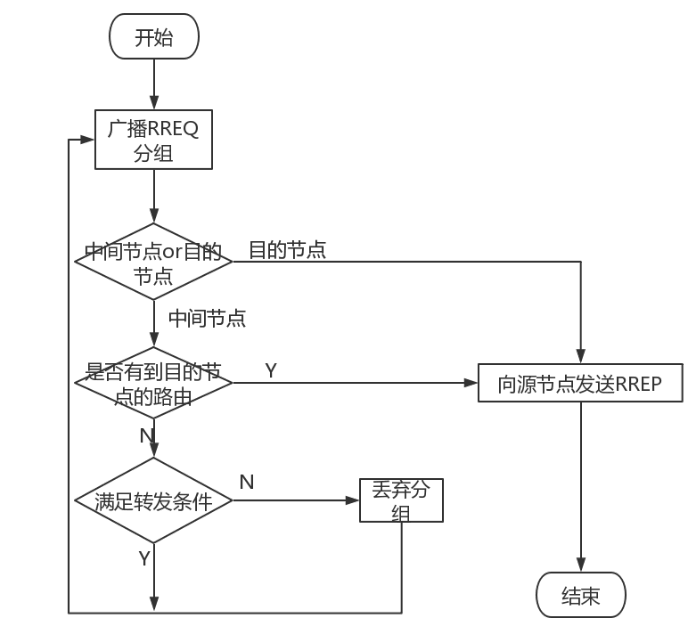 开始
广播RREQ
分组
中间节点or目的
节点
目的节点
中间节点
是否有到目的节
点的路由
Y
向源节点发送RREP
N
满足转发条件
N
丢弃分
组
Y
结束